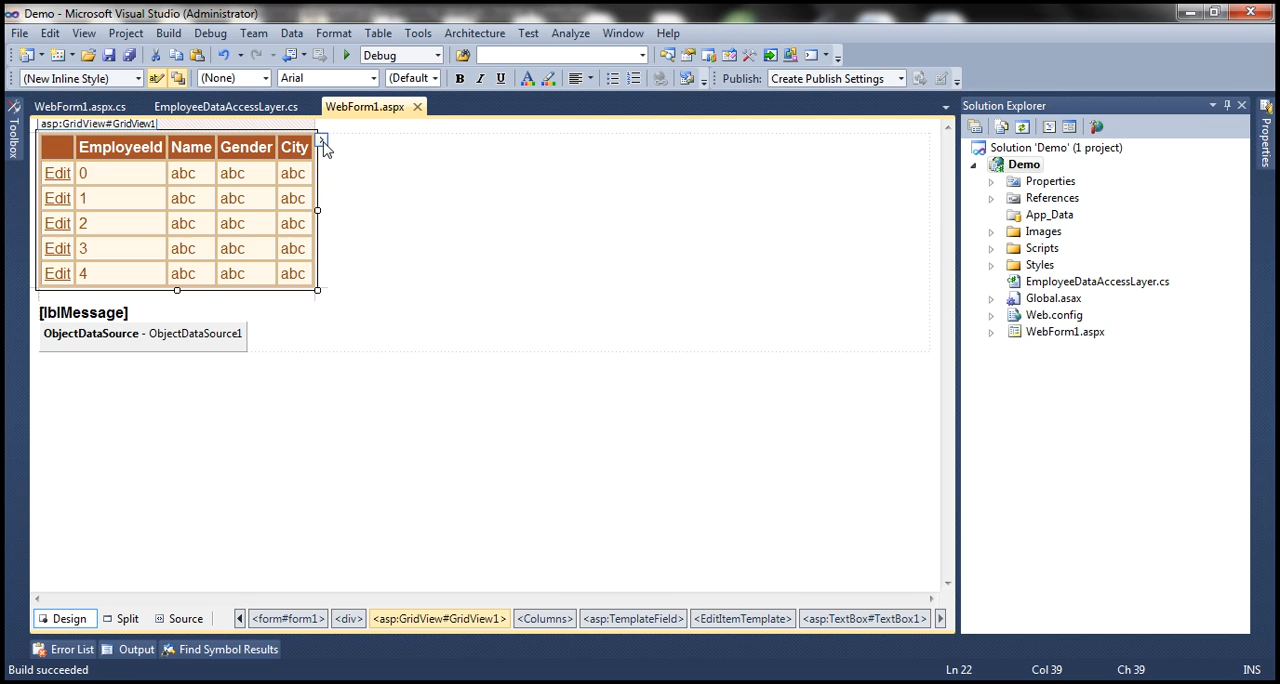 Demo - Microsoft Visual Studio (Administrator)
File Edit View Project Build Debug Team Data Format Table Tools Architecture Test Analyze Window Help
Debug
(New Inline Style) (None) Arial (Default B I U A Publish: Create Publish Settings
WebForm1.aspx.cs EmployeeDataAccessLayer.cs WebForm1.aspx
Toolbox
asp:GridView#GridView1
EmployeeId Name Gender City
Edit 0 abc abc abc
Edit 1 abc abc abc
Edit 2 abc abc abc
Edit 3 abc abc abc
Edit 4 abc abc abc
[lblMessage]
ObjectDataSource - ObjectDataSource1
Solution Explorer
Solution 'Demo' (1 project)
Demo
Properties
References
App_Data
Images
Scripts
Styles
EmployeeDataAccessLayer.cs
Global.asax
Web.config
WebForm1.aspx
Properties
Design Split Source <form#form1> <div> <asp:GridView#GridView1> <Columns> <asp:TemplateField> <EditItemTemplate> <asp:TextBox#TextBox1>
Error List Output Find Symbol Results
Build succeeded Ln 22 Col 39 Ch 39 INS